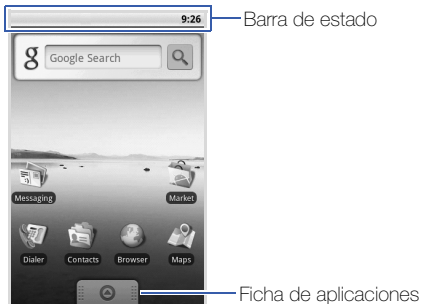 9:26
Barra de estado
g Google Search
Messaging Market
Dialer Contacts Browser Maps
Ficha de aplicaciones